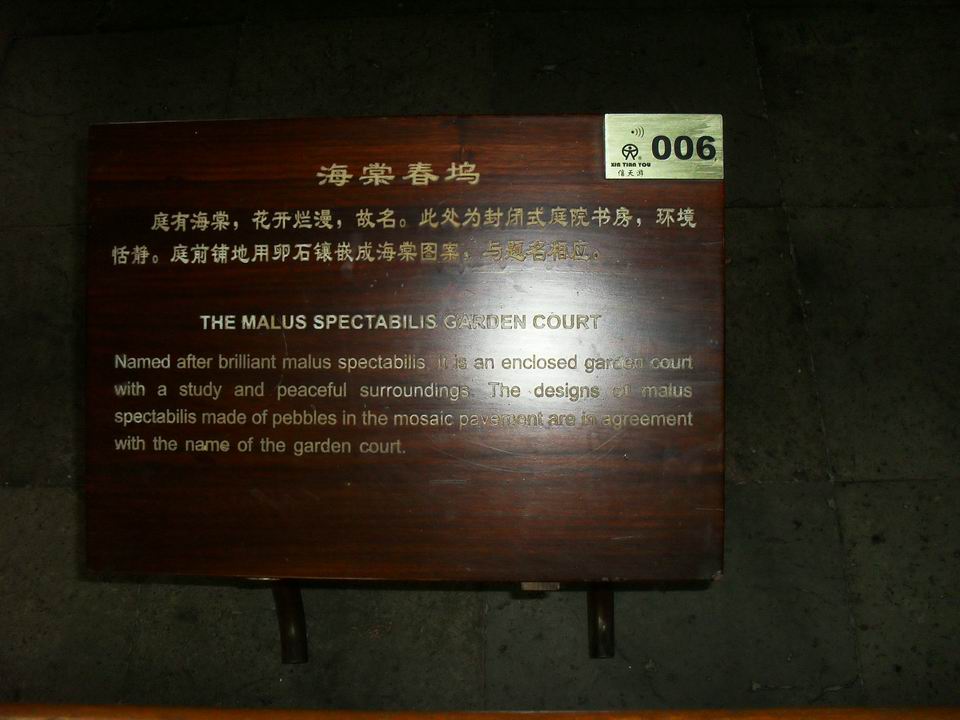 006
XIN TIAN YOU
信天游
海棠春坞
庭有海棠，花开烂漫，故名。此处为封闭式庭院书房，环境
恬静。庭前铺地用卵石镶嵌成海棠图案，与题名相应。
THE MALUS SPECTABILIS GARDEN COURT
Named after brilliant malus spectabilis, it is an enclosed garden court
with a study and peaceful surroundings. The designs of malus
spectabilis made of pebbles in the mosaic pavement are in agreement
with the name of the garden court.